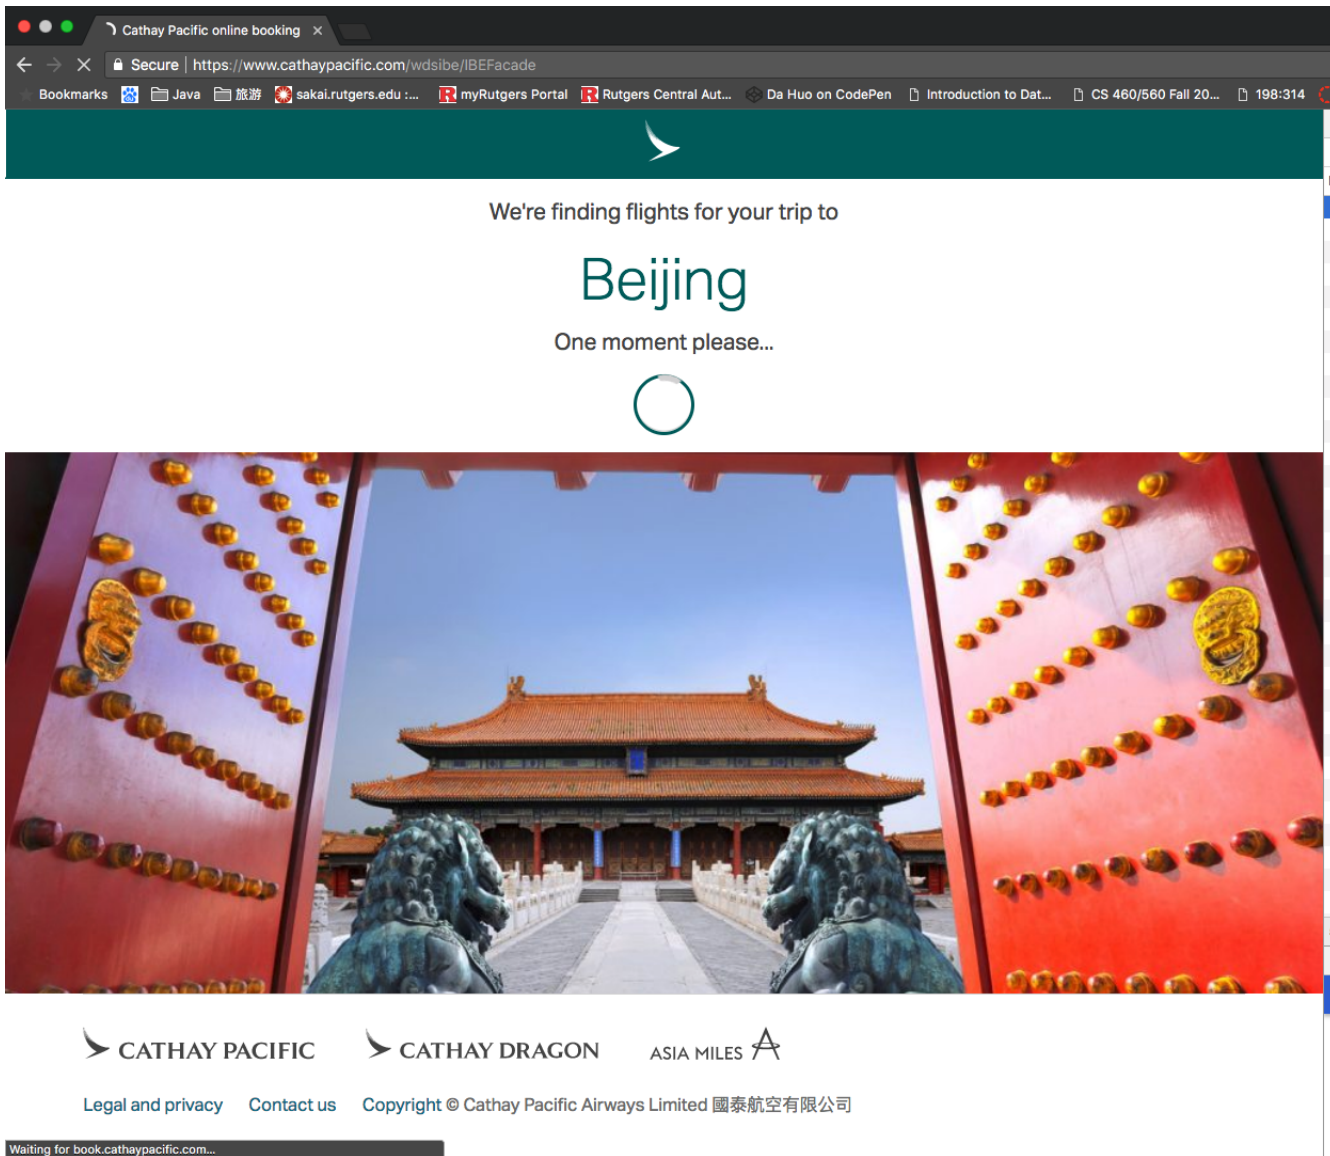 Cathay Pacific online booking
Secure | https://www.cathaypacific.com/wdsibe/IBEFacade
Bookmarks Java 旅游 sakai.rutgers.edu :... myRutgers Portal Rutgers Central Aut... Da Huo on CodePen Introduction to Dat... CS 460/560 Fall 20... 198:314
We're finding flights for your trip to
Beijing
One moment please...
CATHAY PACIFIC CATHAY DRAGON ASIA MILES
Legal and privacy Contact us Copyright © Cathay Pacific Airways Limited 國泰航空有限公司
Waiting for book.cathaypacific.com...